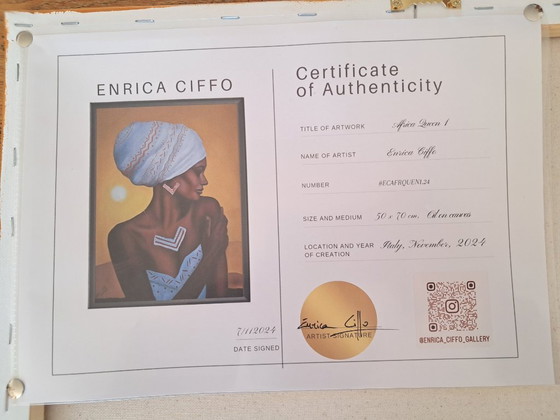 ENRICA CIFFO
7/11/2024
DATE SIGNED
Certificate
of Authenticity
TITLE OF ARTWORK Africa Queen 1
NAME OF ARTIST Enrica Ciffo
NUMBER #ECAFRQUEN1.24
SIZE AND MEDIUM 50 x 70 cm. Oil on canvas
LOCATION AND YEAR Italy, November, 2024
OF CREATION
Enrica Ciffo
ARTIST SIGNATURE
@ENRICA_CIFFO_GALLERY